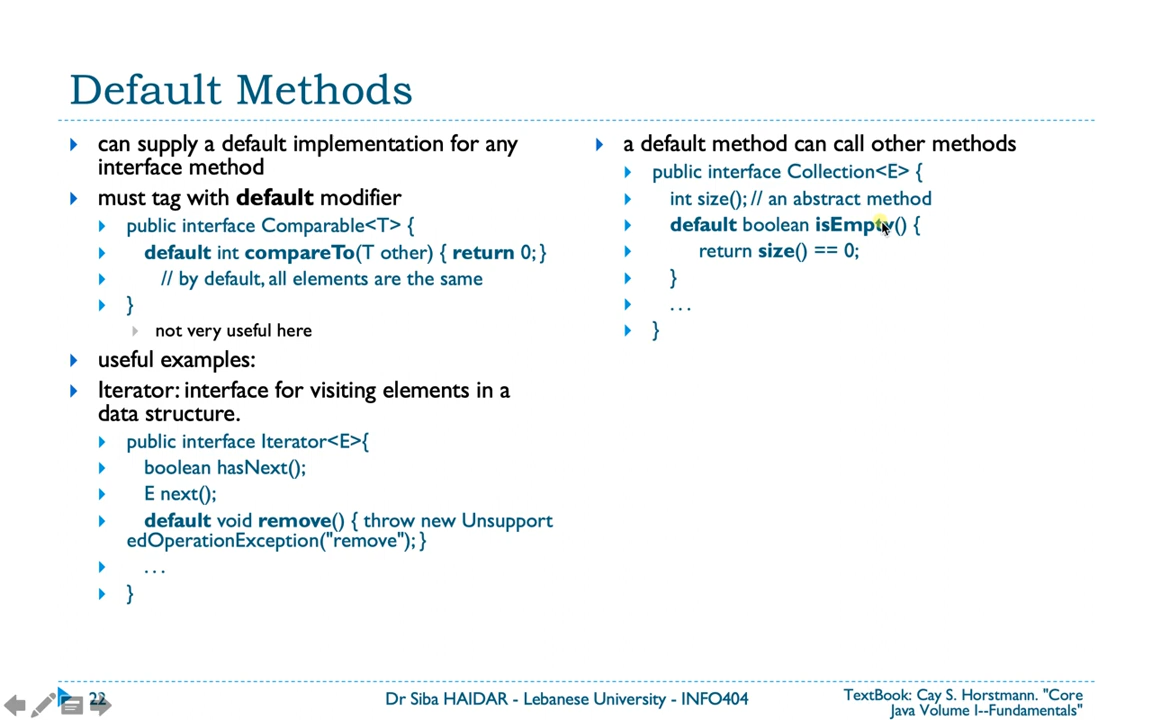 Default Methods
can supply a default implementation for any
interface method
must tag with default modifier
public interface Comparable<T> {
default int compareTo(T other) { return 0; }
// by default, all elements are the same
}
not very useful here
useful examples:
Iterator: interface for visiting elements in a
data structure.
public interface Iterator<E>{
boolean hasNext();
E next();
default void remove() { throw new Unsupport
edOperationException("remove"); }
. . .
}
a default method can call other methods
public interface Collection<E> {
int size(); // an abstract method
default boolean isEmpty() {
return size() == 0;
}
. . .
}
22
Dr Siba HAIDAR - Lebanese University - INFO404
TextBook: Cay S. Horstmann. "Core
Java Volume I--Fundamentals"